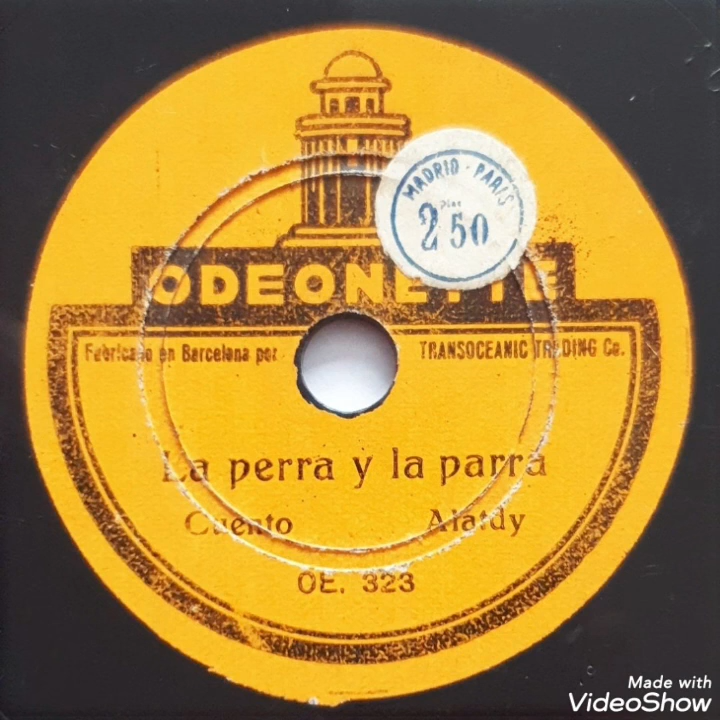 MADRID - PARIS
Ptas
2 50
ODEONETTE
Fabricado en Barcelona por
TRANSOCEANIC TRADING Co.
La perra y la parra
Cuento Alatdy
OE. 323
Made with
VideoShow